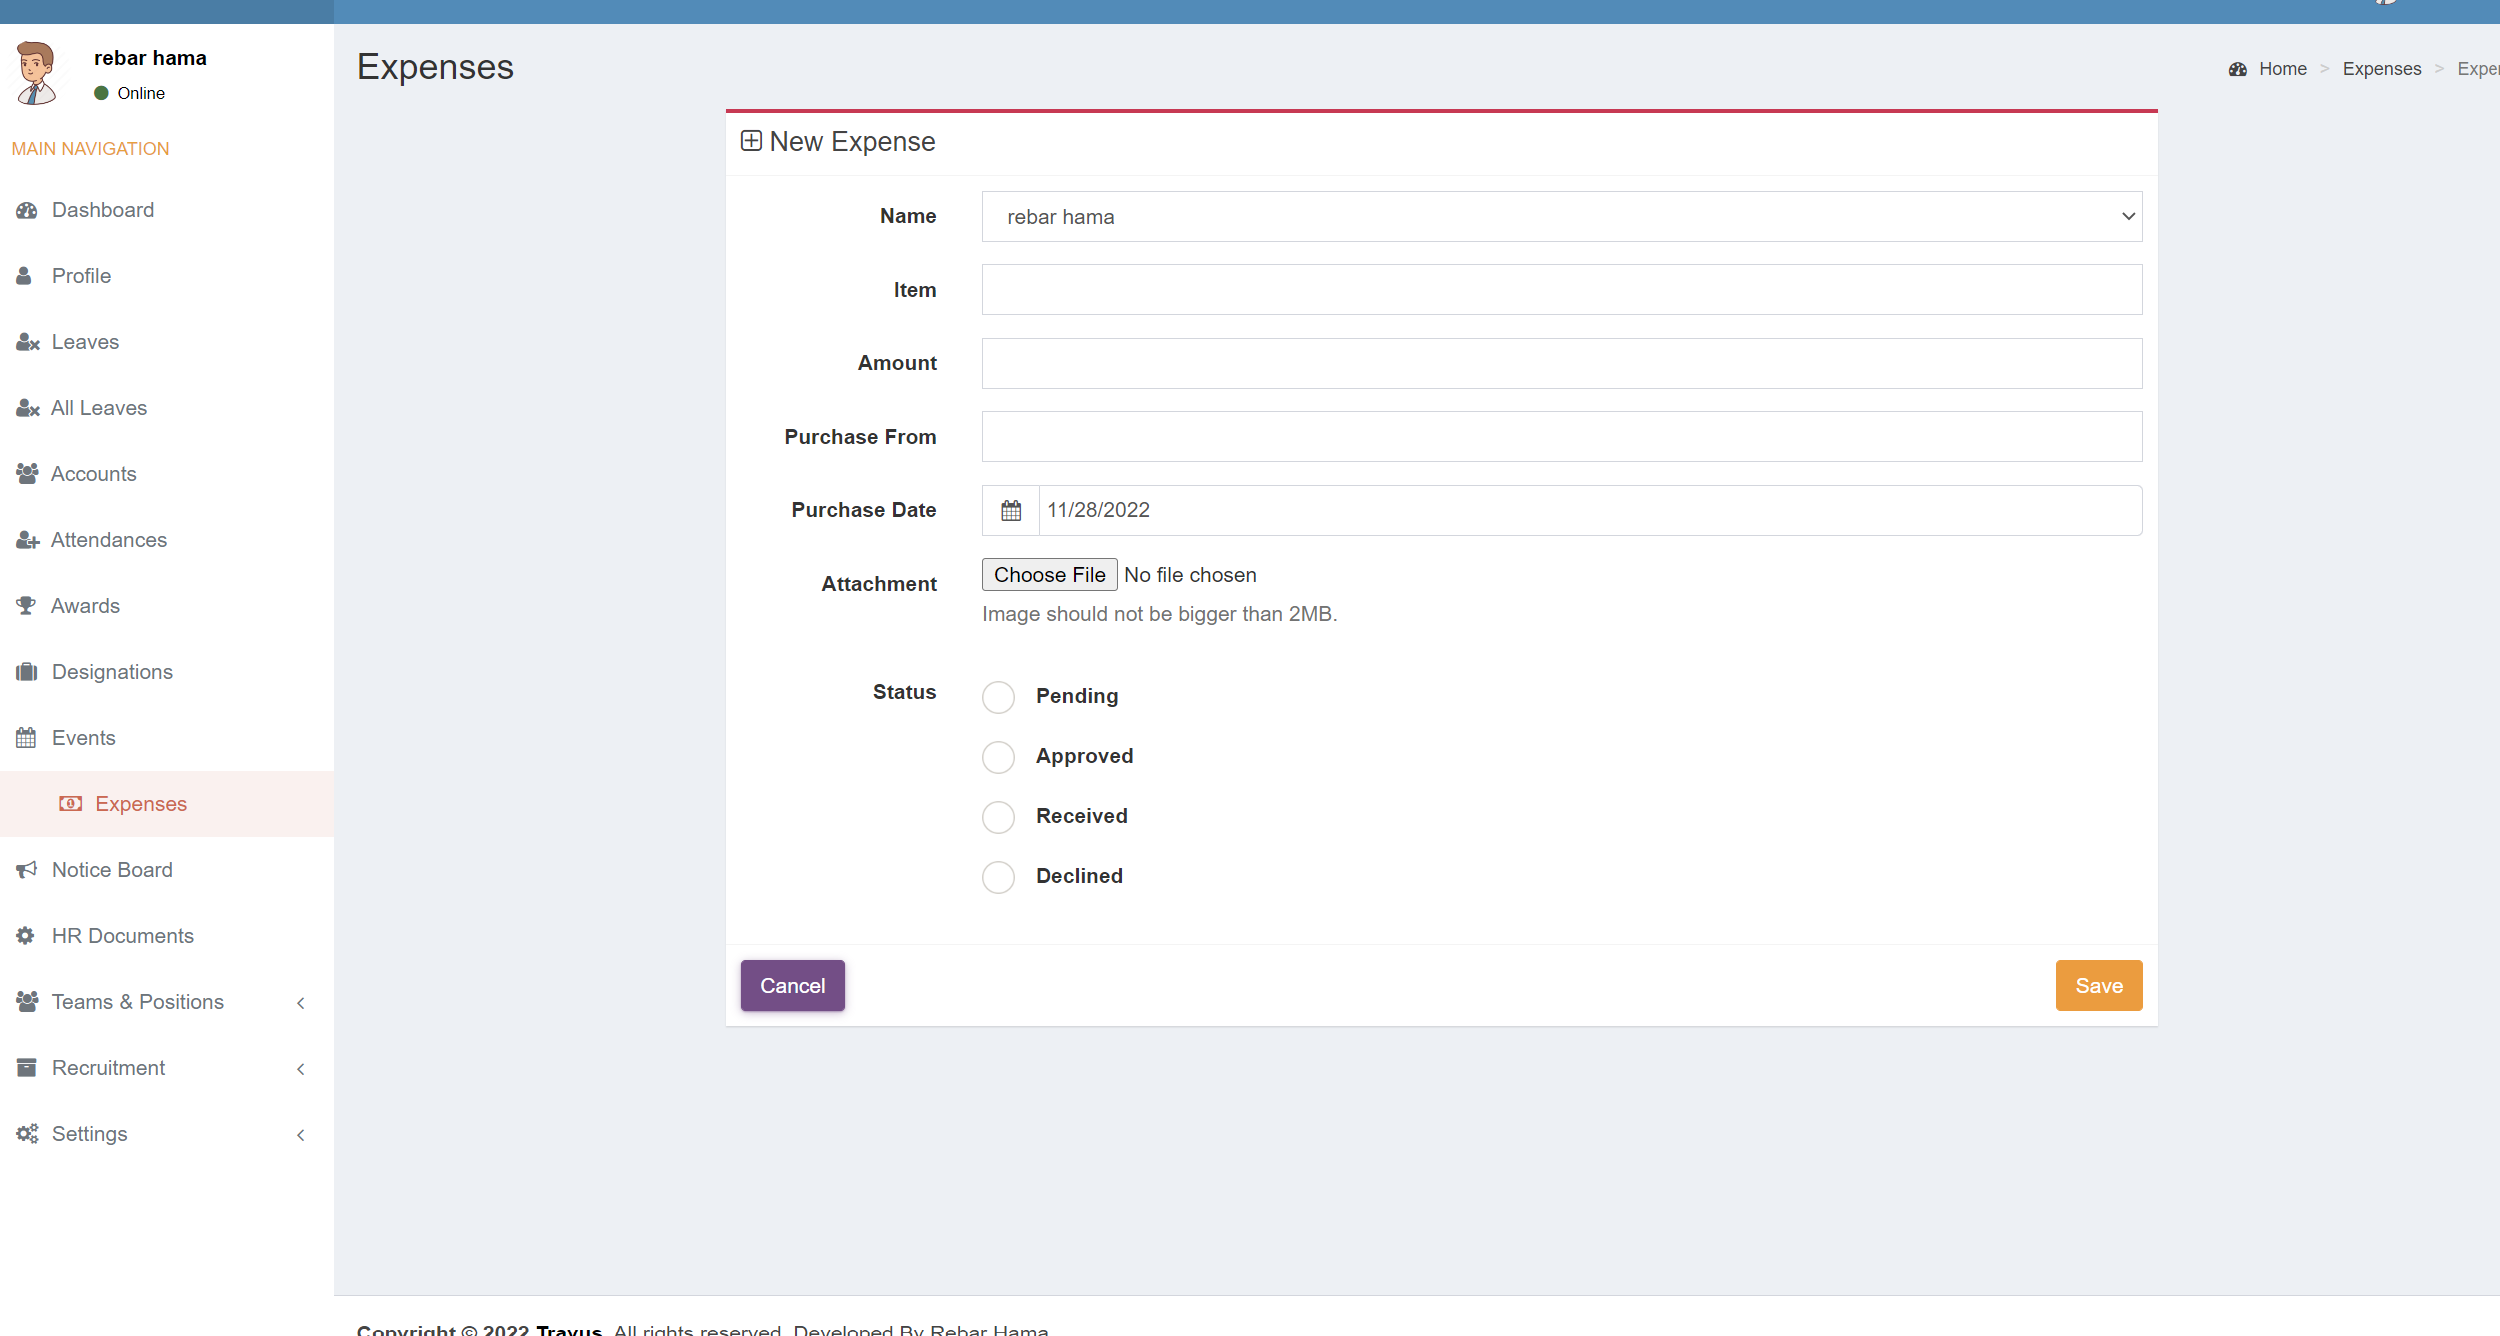 rebar hama
Online
MAIN NAVIGATION
Dashboard
Profile
Leaves
All Leaves
Accounts
Attendances
Awards
Designations
Events
Expenses
Notice Board
HR Documents
Teams & Positions
Recruitment
Settings
Expenses
Home > Expenses >
New Expense
Name rebar hama
Item
Amount
Purchase From
Purchase Date 11/28/2022
Attachment Choose File No file chosen
Image should not be bigger than 2MB.
Status Pending
Approved
Received
Declined
Cancel Save
Copyright © 2022 Travus. All rights reserved. Developed By Rebar Hama